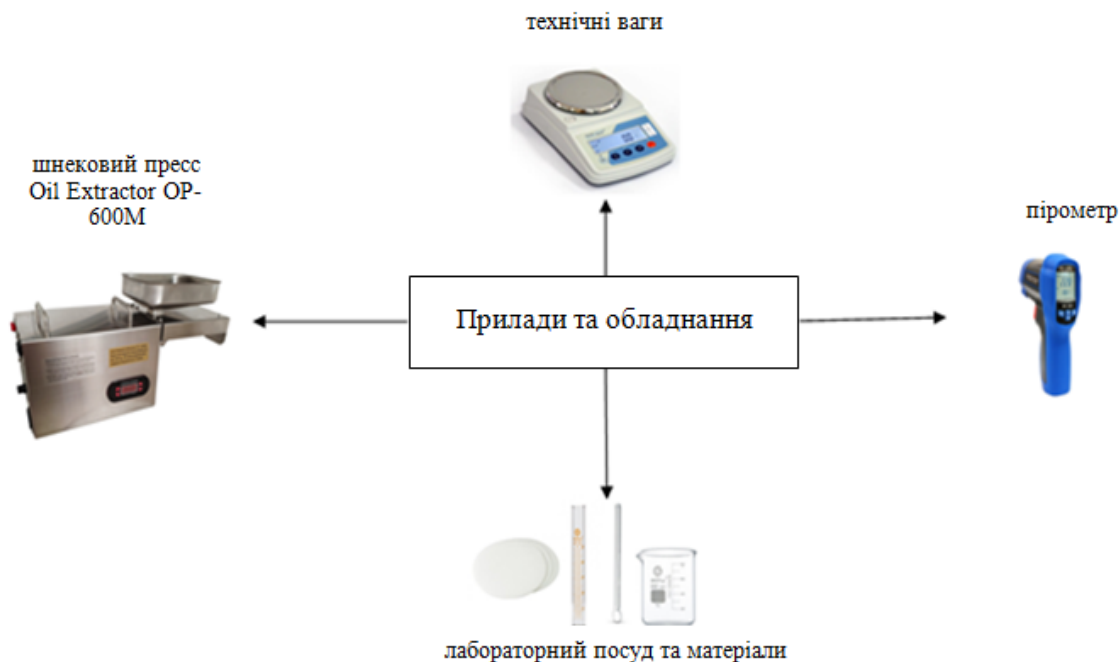 технічні ваги
шнековий пресс
Oil Extractor OP-
600M
пірометр
Прилади та обладнання
лабораторний посуд та матеріали